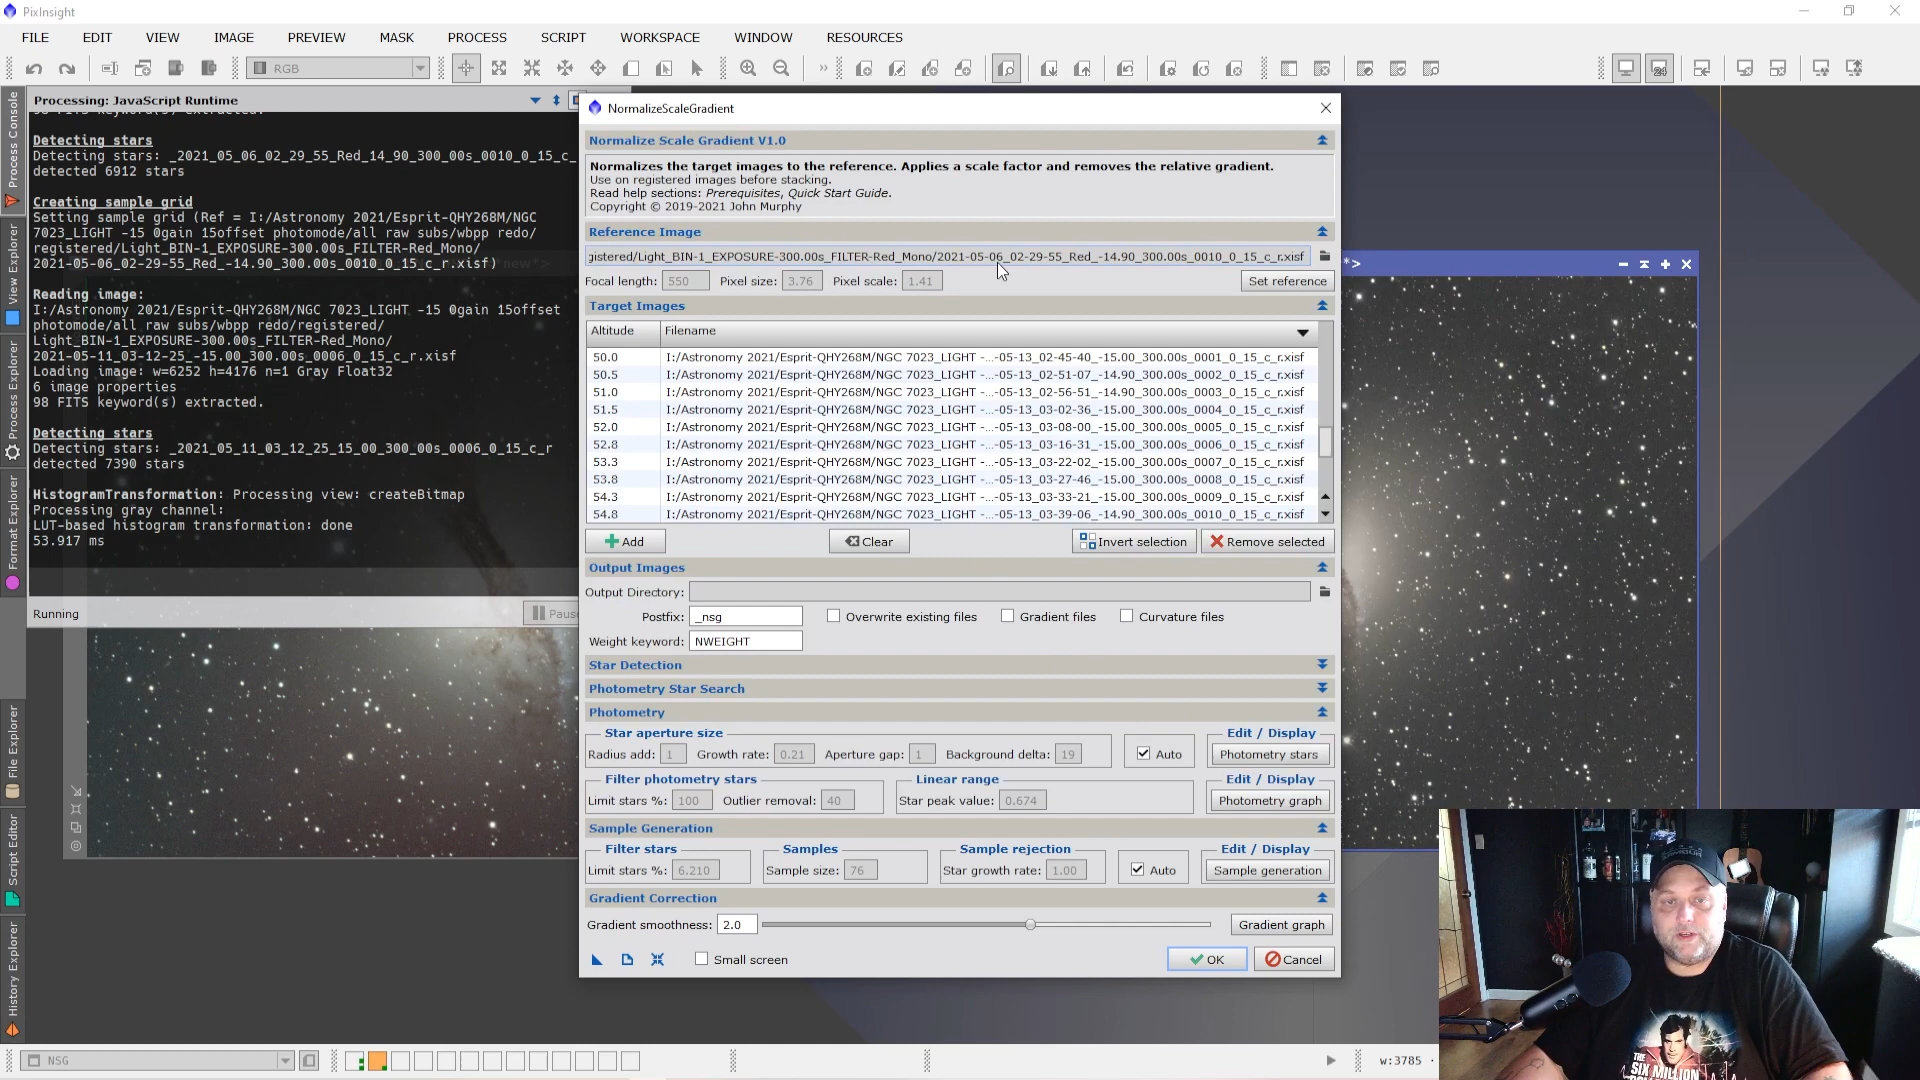 PixInsight
FILE EDIT VIEW IMAGE PREVIEW MASK PROCESS SCRIPT WORKSPACE WINDOW RESOURCES
RGB
Processing: JavaScript Runtime
98 FITS keyword(s) extracted.
Detecting stars
Detecting stars: _2021_05_06_02_29_55_Red_14_90_300_00s_0010_0_15_c_
detected 6912 stars
Creating sample grid
Setting sample grid (Ref = I:/Astronomy 2021/Esprit-QHY268M/NGC
7023_LIGHT -15 0gain 15offset photomode/all raw subs/wbpp redo/
registered/Light_BIN-1_EXPOSURE-300.00s_FILTER-Red_Mono/
2021-05-06_02-29-55_Red_-14.90_300.00s_0010_0_15_c_r.xisf)
Reading image:
I:/Astronomy 2021/Esprit-QHY268M/NGC 7023_LIGHT -15 0gain 15offset
photomode/all raw subs/wbpp redo/registered/
Light_BIN-1_EXPOSURE-300.00s_FILTER-Red_Mono/
2021-05-11_03-12-25_-15.00_300.00s_0006_0_15_c_r.xisf
Loading image: w=6252 h=4176 n=1 Gray Float32
6 image properties
98 FITS keyword(s) extracted.
Detecting stars
Detecting stars: _2021_05_11_03_12_25_15_00_300_00s_0006_0_15_c_r
detected 7390 stars
HistogramTransformation: Processing view: createBitmap
Processing gray channel:
LUT-based histogram transformation: done
53.917 ms
Running
Paus
Process Console
View Explorer
Process Explorer
Format Explorer
File Explorer
Script Editor
History Explorer
NormalizeScaleGradient
Normalize Scale Gradient V1.0
Normalizes the target images to the reference. Applies a scale factor and removes the relative gradient.
Use on registered images before stacking.
Read help sections: Prerequisites, Quick Start Guide.
Copyright © 2019-2021 John Murphy
Reference Image
gistered/Light_BIN-1_EXPOSURE-300.00s_FILTER-Red_Mono/2021-05-06_02-29-55_Red_-14.90_300.00s_0010_0_15_c_r.xisf
Focal length: 550 Pixel size: 3.76 Pixel scale: 1.41 Set reference
Target Images
Altitude Filename
50.0 I:/Astronomy 2021/Esprit-QHY268M/NGC 7023_LIGHT -...-05-13_02-45-40_-15.00_300.00s_0001_0_15_c_r.xisf
50.5 I:/Astronomy 2021/Esprit-QHY268M/NGC 7023_LIGHT -...-05-13_02-51-07_-14.90_300.00s_0002_0_15_c_r.xisf
51.0 I:/Astronomy 2021/Esprit-QHY268M/NGC 7023_LIGHT -...-05-13_02-56-51_-14.90_300.00s_0003_0_15_c_r.xisf
51.5 I:/Astronomy 2021/Esprit-QHY268M/NGC 7023_LIGHT -...-05-13_03-02-36_-15.00_300.00s_0004_0_15_c_r.xisf
52.0 I:/Astronomy 2021/Esprit-QHY268M/NGC 7023_LIGHT -...-05-13_03-08-00_-15.00_300.00s_0005_0_15_c_r.xisf
52.8 I:/Astronomy 2021/Esprit-QHY268M/NGC 7023_LIGHT -...-05-13_03-16-31_-15.00_300.00s_0006_0_15_c_r.xisf
53.3 I:/Astronomy 2021/Esprit-QHY268M/NGC 7023_LIGHT -...-05-13_03-22-02_-15.00_300.00s_0007_0_15_c_r.xisf
53.8 I:/Astronomy 2021/Esprit-QHY268M/NGC 7023_LIGHT -...-05-13_03-27-46_-15.00_300.00s_0008_0_15_c_r.xisf
54.3 I:/Astronomy 2021/Esprit-QHY268M/NGC 7023_LIGHT -...-05-13_03-33-21_-15.00_300.00s_0009_0_15_c_r.xisf
54.8 I:/Astronomy 2021/Esprit-QHY268M/NGC 7023_LIGHT -...-05-13_03-39-06_-14.90_300.00s_0010_0_15_c_r.xisf
Add Clear Invert selection Remove selected
Output Images
Output Directory:
Postfix: _nsg Overwrite existing files Gradient files Curvature files
Weight keyword: NWEIGHT
Star Detection
Photometry Star Search
Photometry
Star aperture size Edit / Display
Radius add: 1 Growth rate: 0.21 Aperture gap: 1 Background delta: 19 Auto Photometry stars
Filter photometry stars Linear range Edit / Display
Limit stars %: 100 Outlier removal: 40 Star peak value: 0.674 Photometry graph
Sample Generation
Filter stars Samples Sample rejection Edit / Display
Limit stars %: 6.210 Sample size: 76 Star growth rate: 1.00 Auto Sample generation
Gradient Correction
Gradient smoothness: 2.0 Gradient graph
Small screen OK Cancel
NSG
w:3785 ·
THE
SIX MILLION